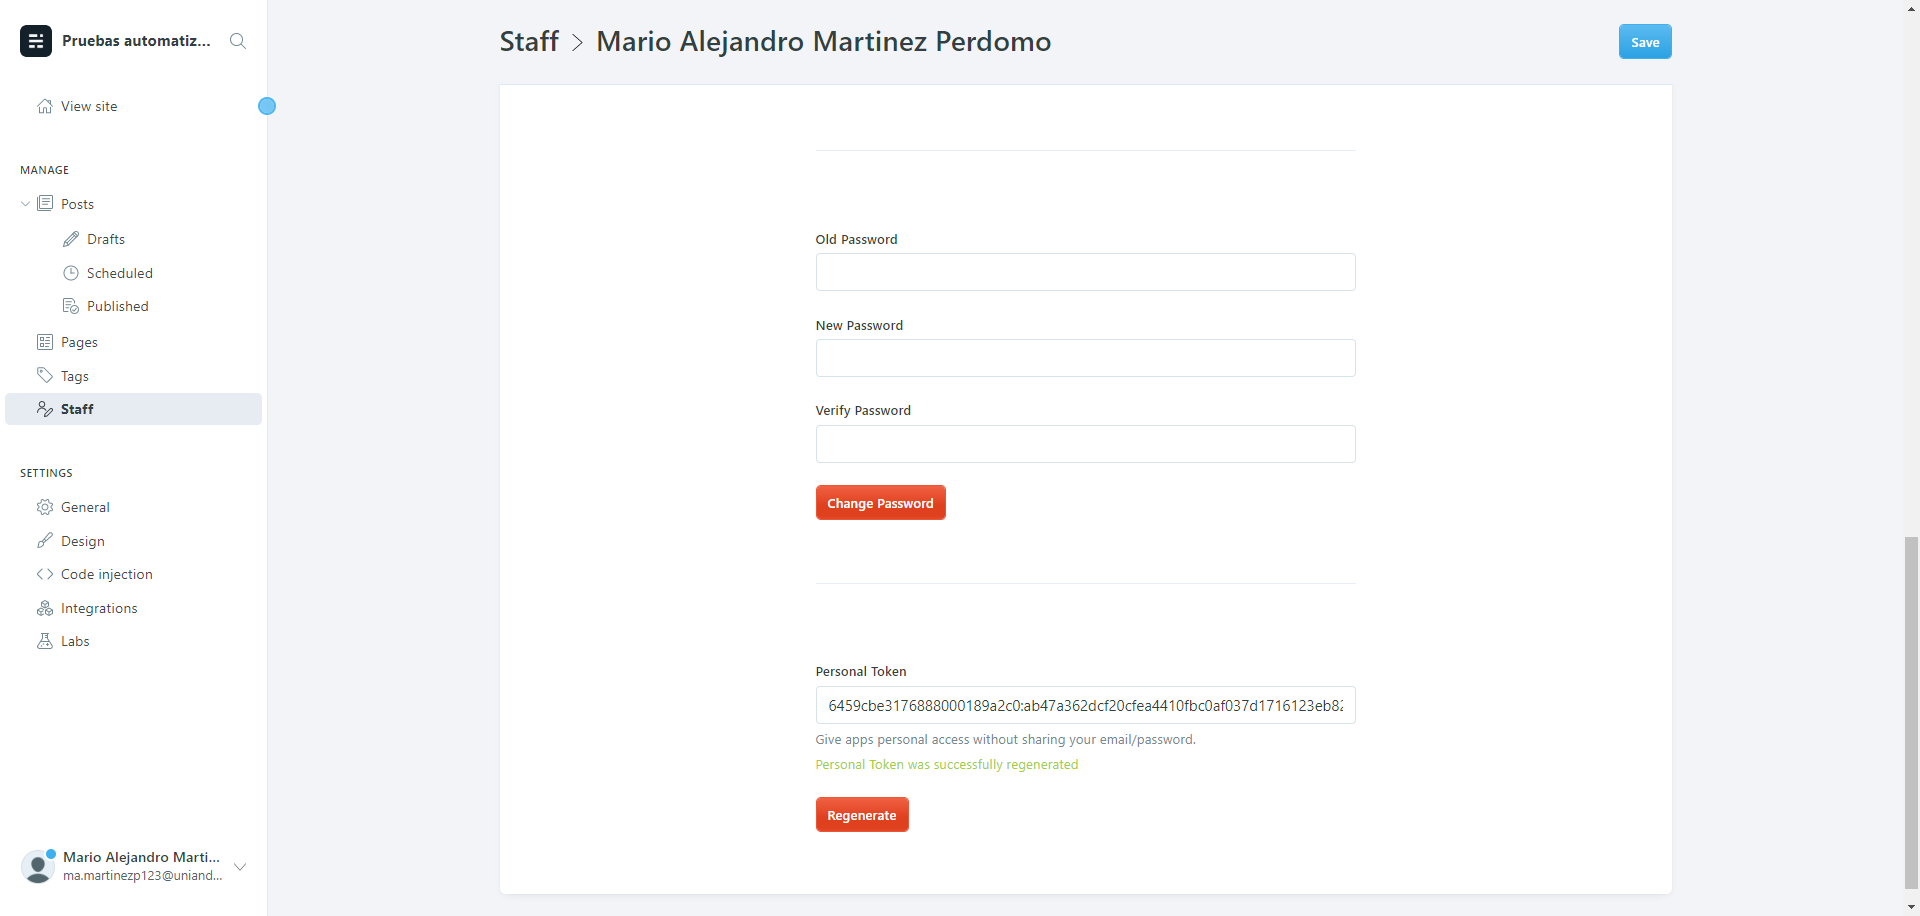 Pruebas automatiz...
View site
MANAGE
Posts
Drafts
Scheduled
Published
Pages
Tags
Staff
SETTINGS
General
Design
Code injection
Integrations
Labs
Mario Alejandro Marti...
ma.martinezp123@uniand...
Staff > Mario Alejandro Martinez Perdomo
Save
Old Password
New Password
Verify Password
Change Password
Personal Token
6459cbe3176888000189a2c0:ab47a362dcf20cfea4410fbc0af037d1716123eb82
Give apps personal access without sharing your email/password.
Personal Token was successfully regenerated
Regenerate